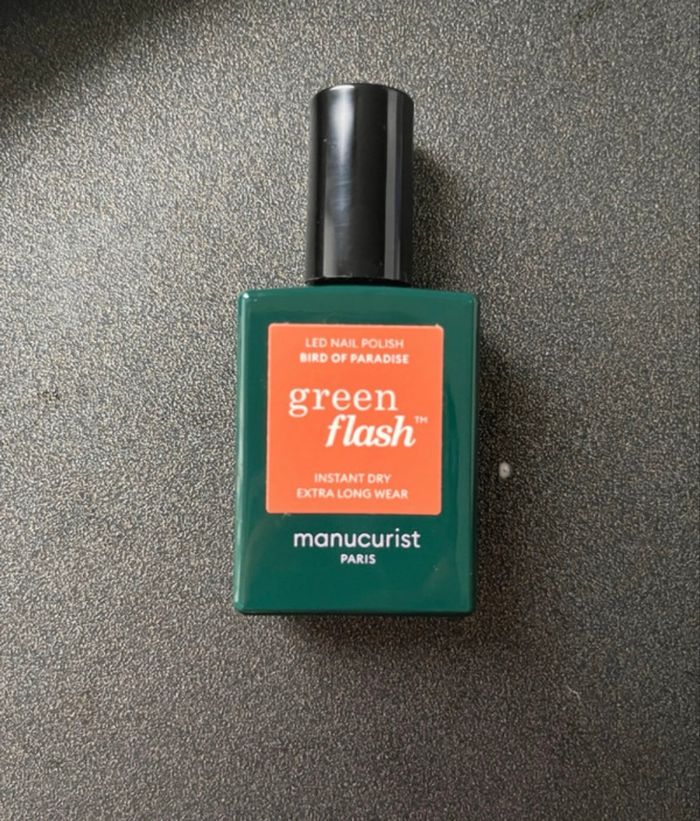 LED NAIL POLISH
BIRD OF PARADISE
green
flash™
INSTANT DRY
EXTRA LONG WEAR
manucurist
PARIS